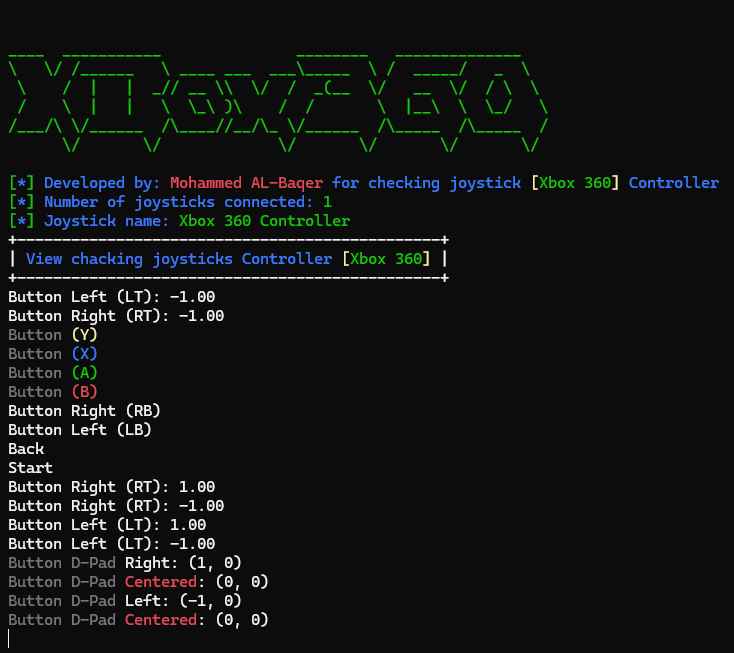 XBox360
[*] Developed by: Mohammed AL-Baqer for checking joystick [Xbox 360] Controller
[*] Number of joysticks connected: 1
[*] Joystick name: Xbox 360 Controller
+-----------------------------------------------+
| View chacking joysticks Controller [Xbox 360] |
+-----------------------------------------------+
Button Left (LT): -1.00
Button Right (RT): -1.00
Button (Y)
Button (X)
Button (A)
Button (B)
Button Right (RB)
Button Left (LB)
Back
Start
Button Right (RT): 1.00
Button Right (RT): -1.00
Button Left (LT): 1.00
Button Left (LT): -1.00
Button D-Pad Right: (1, 0)
Button D-Pad Centered: (0, 0)
Button D-Pad Left: (-1, 0)
Button D-Pad Centered: (0, 0)